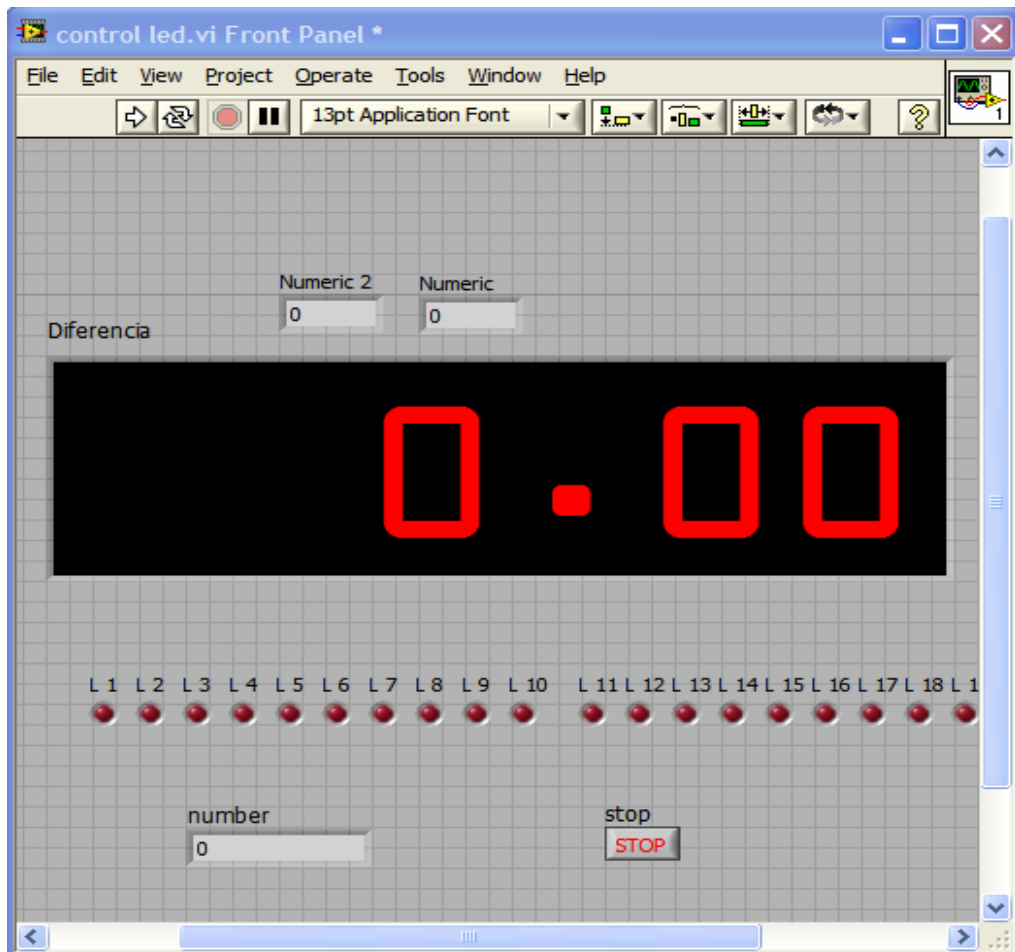 control led.vi Front Panel *
File Edit View Project Operate Tools Window Help
13pt Application Font
?
1
Numeric 2 Numeric
0 0
Diferencia
0.00
L 1 L 2 L 3 L 4 L 5 L 6 L 7 L 8 L 9 L 10 L 11 L 12 L 13 L 14 L 15 L 16 L 17 L 18 L 1
number stop
0 STOP